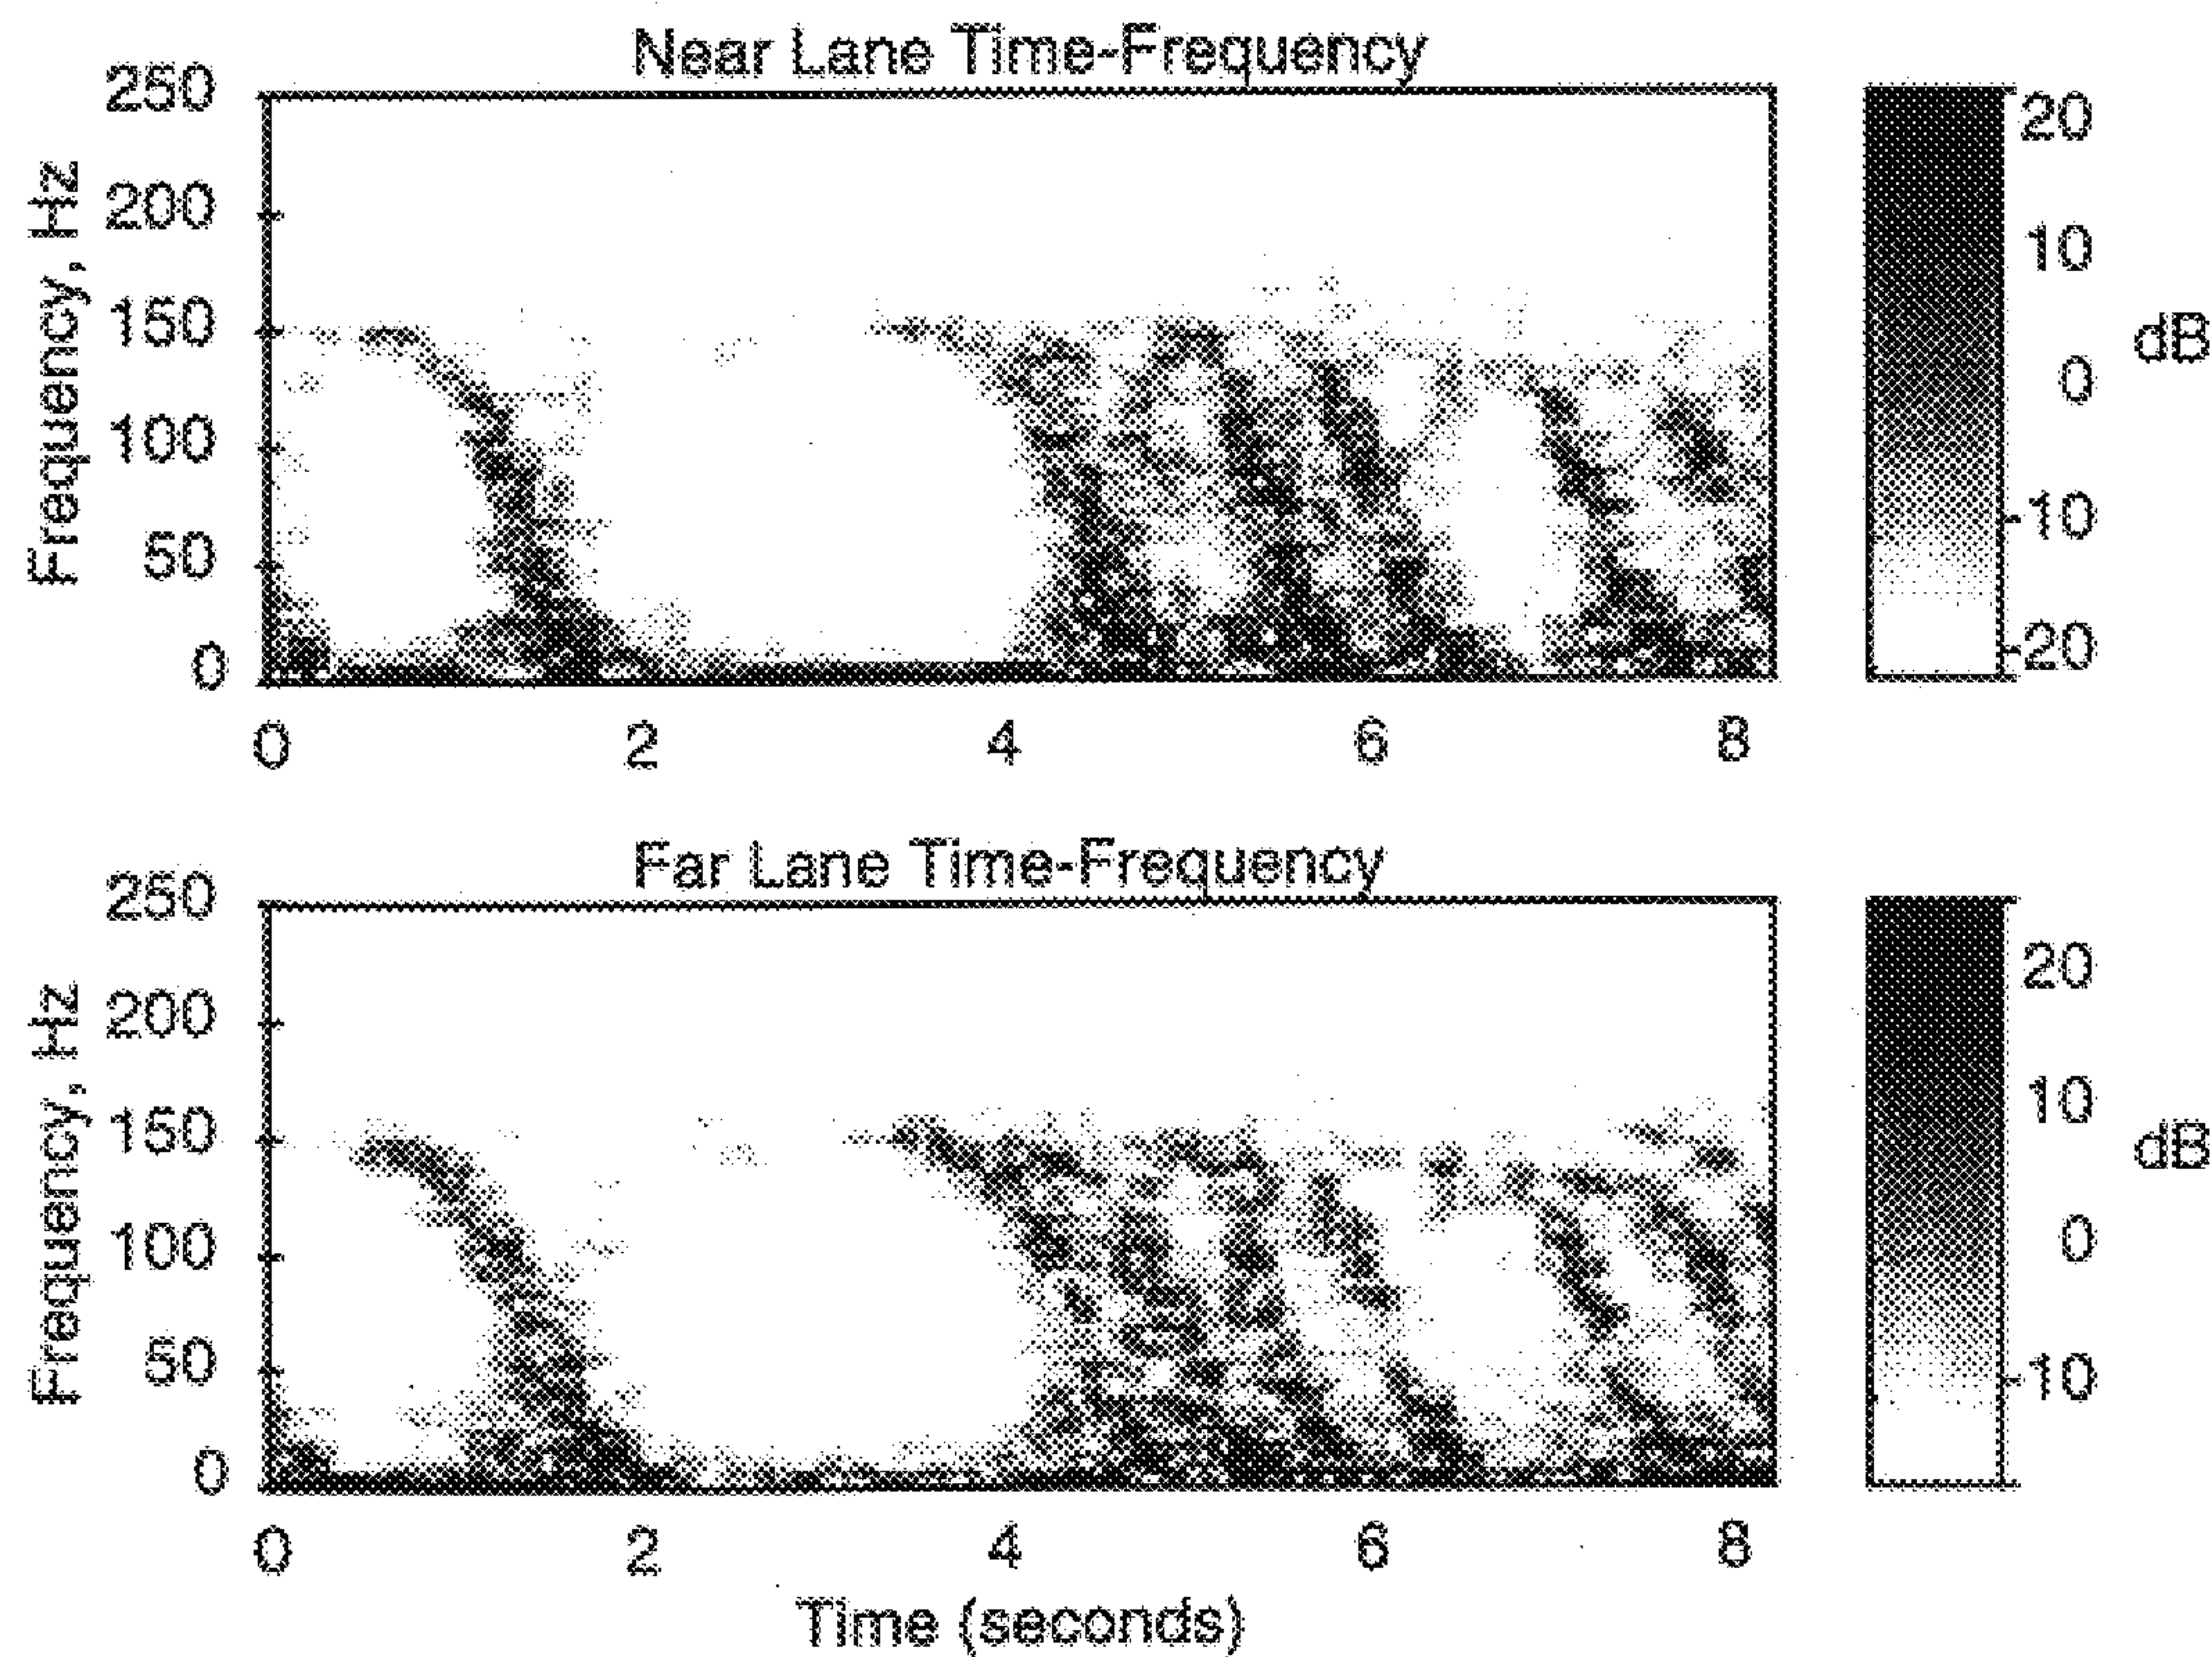 Near Lane Time-Frequency
250
200
150
100
50
0
Frequency, Hz
0 2 4 6 8
20
10
0
-10
-20
dB
Far Lane Time-Frequency
250
200
150
100
50
0
Frequency, Hz
0 2 4 6 8
Time (seconds)
20
10
0
-10
dB